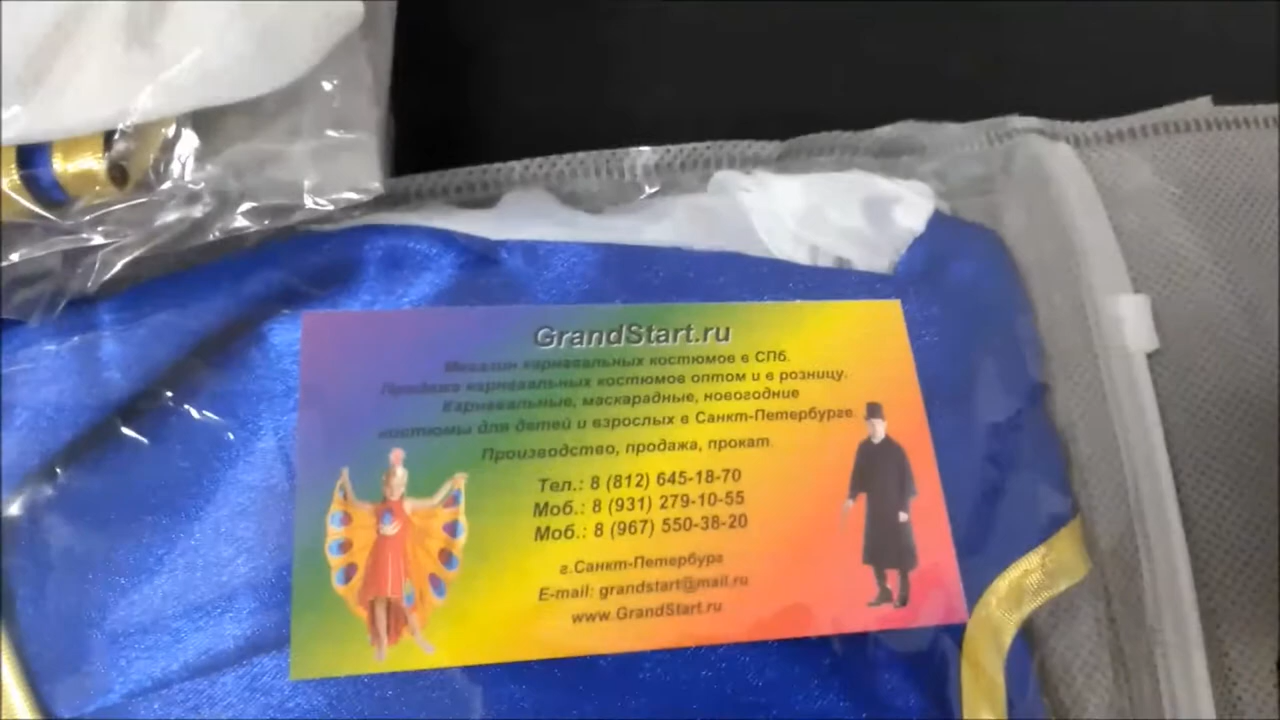 GrandStart.ru
Магазин карнавальных костюмов в СПб.
Продажа карнавальных костюмов оптом и в розницу.
Карнавальные, маскарадные, новогодние
костюмы для детей и взрослых в Санкт-Петербурге.
Производство, продажа, прокат.
Тел.: 8 (812) 645-18-70
Моб.: 8 (931) 279-10-55
Моб.: 8 (967) 550-38-20
г.Санкт-Петербург
E-mail: grandstart@mail.ru
www.GrandStart.ru